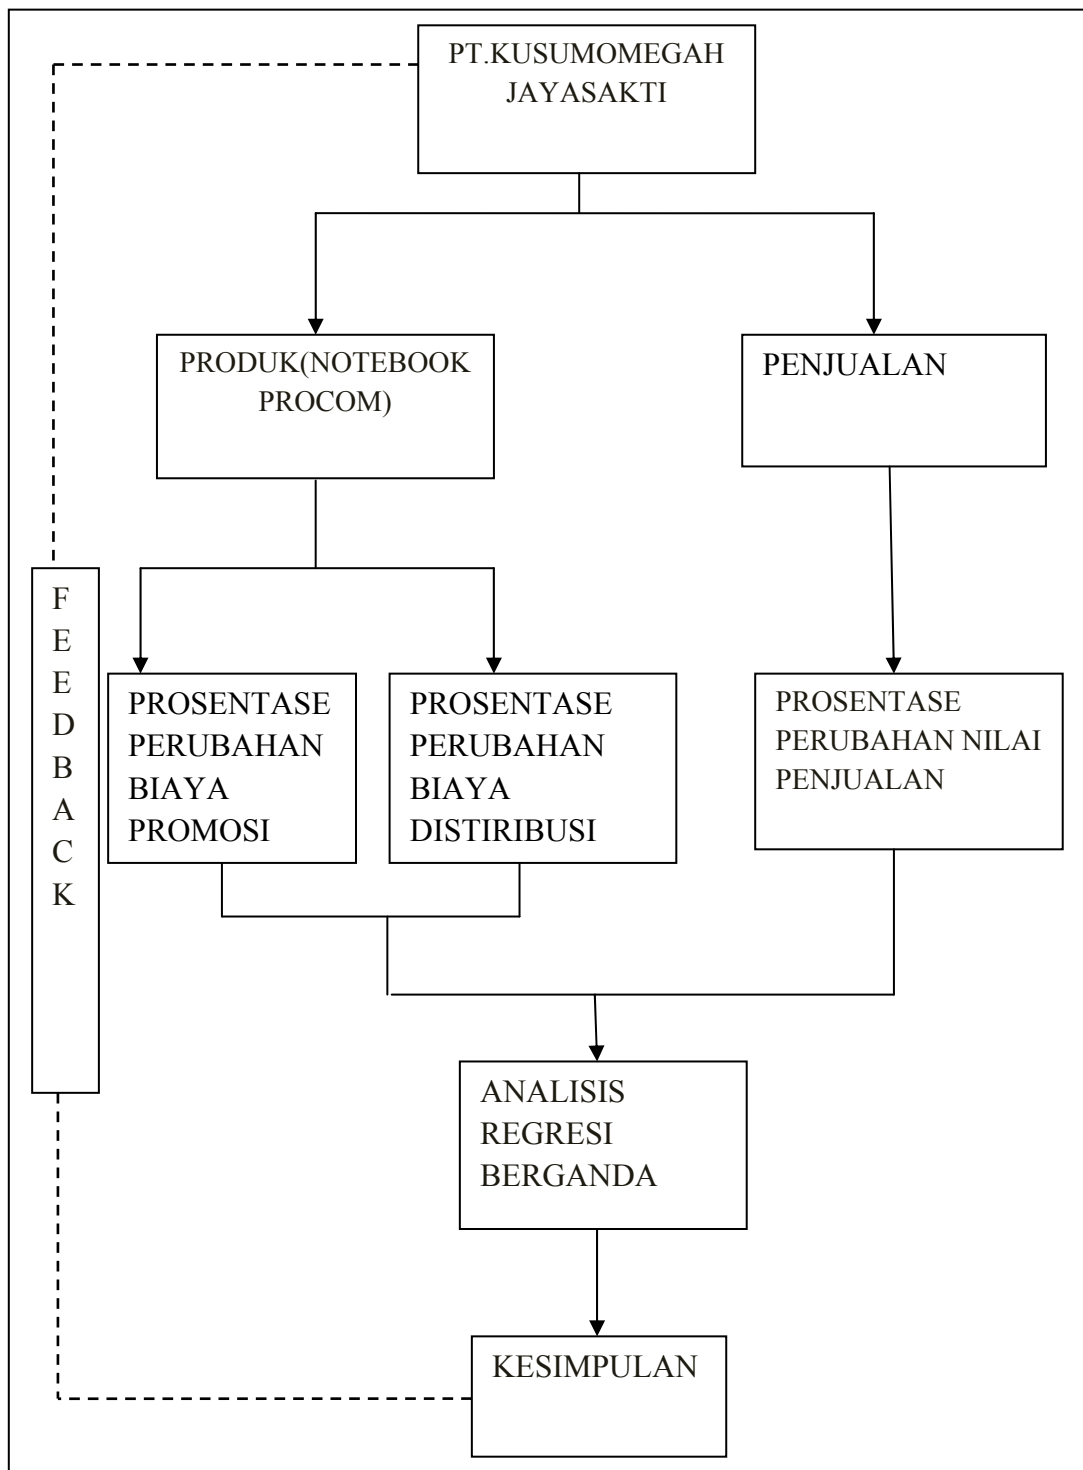 PT.KUSUMOMEGAH
JAYASAKTI
PRODUK(NOTEBOOK
PROCOM)
PENJUALAN
F
E
E
D
B
A
C
K
PROSENTASE
PERUBAHAN
BIAYA
PROMOSI
PROSENTASE
PERUBAHAN
BIAYA
DISTIRIBUSI
PROSENTASE
PERUBAHAN NILAI
PENJUALAN
ANALISIS
REGRESI
BERGANDA
KESIMPULAN